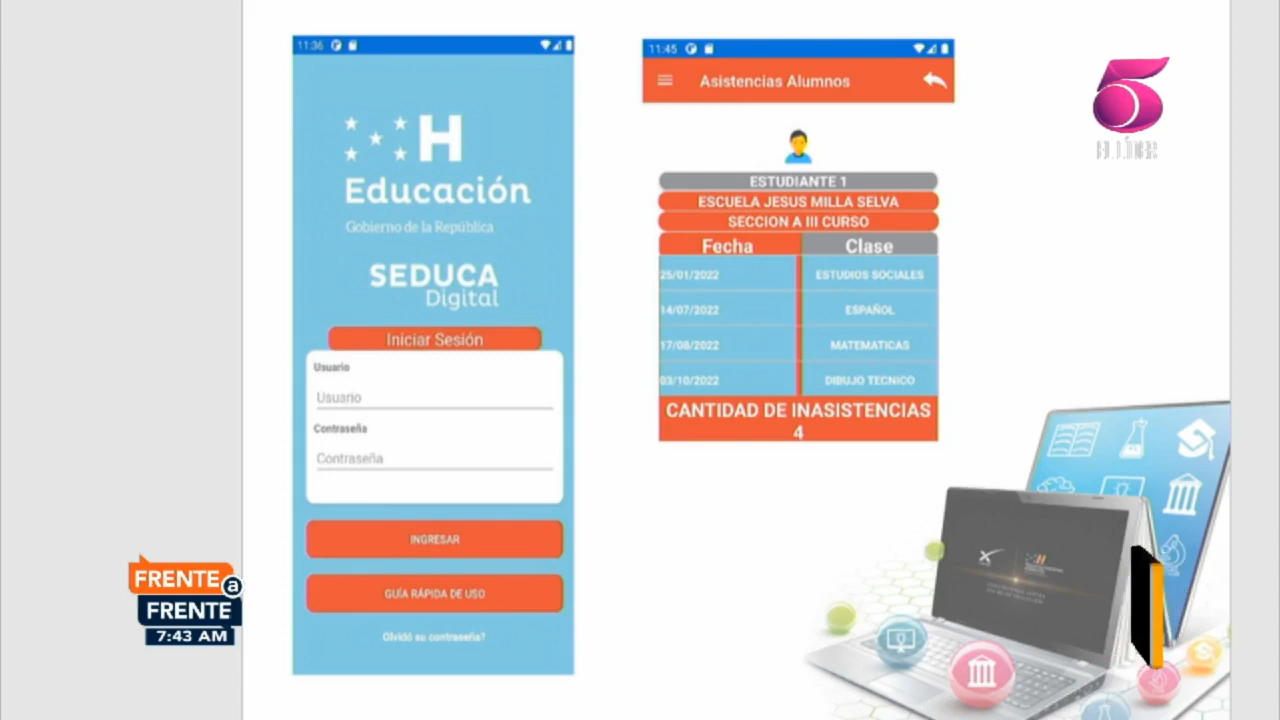 11:36
H
Educación
Gobierno de la República
SEDUCA
Digital
Iniciar Sesión
Usuario
Usuario
Contraseña
Contraseña
INGRESAR
GUÍA RÁPIDA DE USO
Olvidó su contraseña?
11:45
Asistencias Alumnos
ESTUDIANTE 1
ESCUELA JESUS MILLA SELVA
SECCION A III CURSO
Fecha Clase
25/01/2022 ESTUDIOS SOCIALES
14/07/2022 ESPAÑOL
17/08/2022 MATEMATICAS
03/10/2022 DIBUJO TECNICO
CANTIDAD DE INASISTENCIAS
4
5
EL LÍDER
FRENTE a
FRENTE
7:43 AM